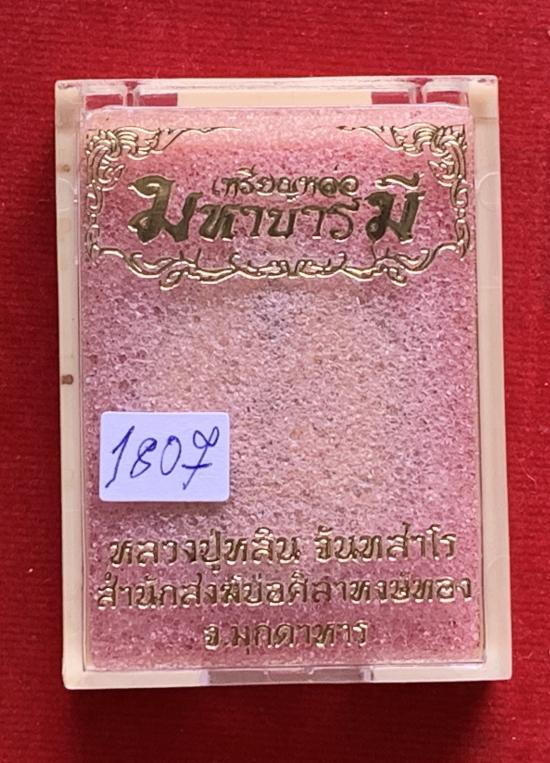 เหรียญหล่อ
มหาบารมี
1807
หลวงปู่หลิน จันทสาโร
สำนักสงฆ์บ่อศิลาหงษ์ทอง
จ.มุกดาหาร